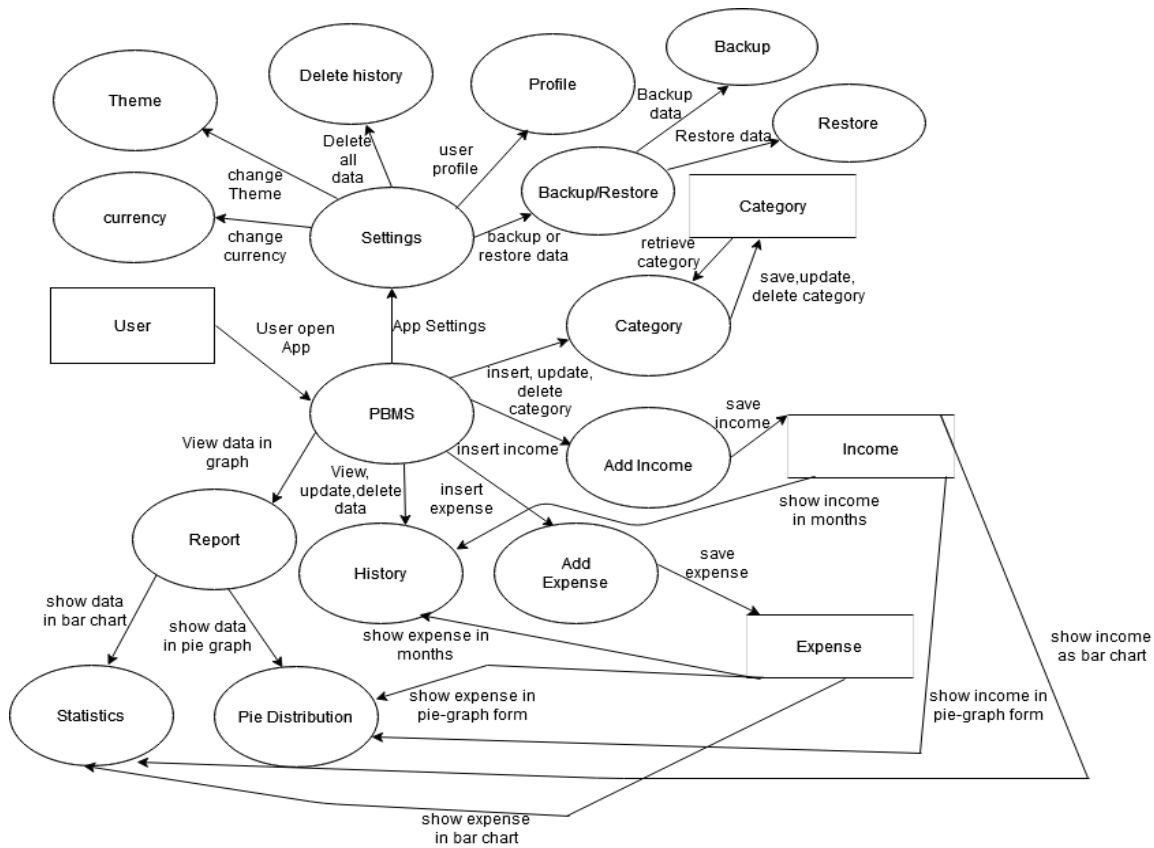 Backup
Delete history
Profile
Theme
Backup
data
Restore
Delete
all
data
user
profile
Restore data
change
Theme
Backup/Restore
Category
currency
Settings
change
currency
backup or
restore data
retrieve
category
save,update,
delete category
User
User open
App
App Settings
Category
insert, update,
delete
category
PBMS
save
income
View data in
graph
insert income
Add Income
Income
View,
update,delete
data
insert
expense
show income
in months
Report
History
Add
Expense
save
expense
show data
in bar chart
show data
in pie graph
show expense in
months
Expense
show income
as bar chart
Statistics
Pie Distribution
show expense in
pie-graph form
show income in
pie-graph form
show expense
in bar chart